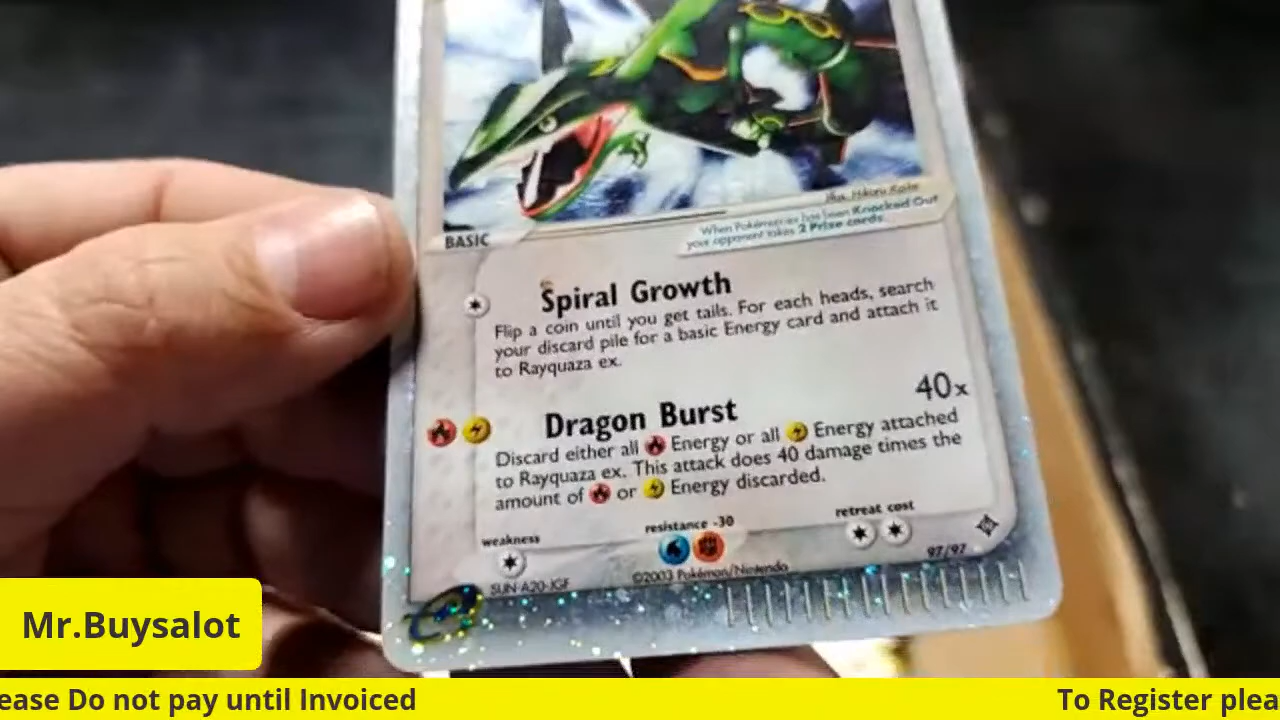 Illus. Hikaru Koike
When Pokémon-ex has been Knocked Out
your opponent takes 2 Prize cards.
BASIC
Spiral Growth
Flip a coin until you get tails. For each heads, search
your discard pile for a basic Energy card and attach it
to Rayquaza ex.
Dragon Burst 40x
Discard either all Energy or all Energy attached
to Rayquaza ex. This attack does 40 damage times the
amount of or Energy discarded.
weakness resistance -30 retreat cost
SUN-A20-JGF ©2003 Pokémon/Nintendo 97/97
Mr.Buysalot
ease Do not pay until Invoiced To Register plea